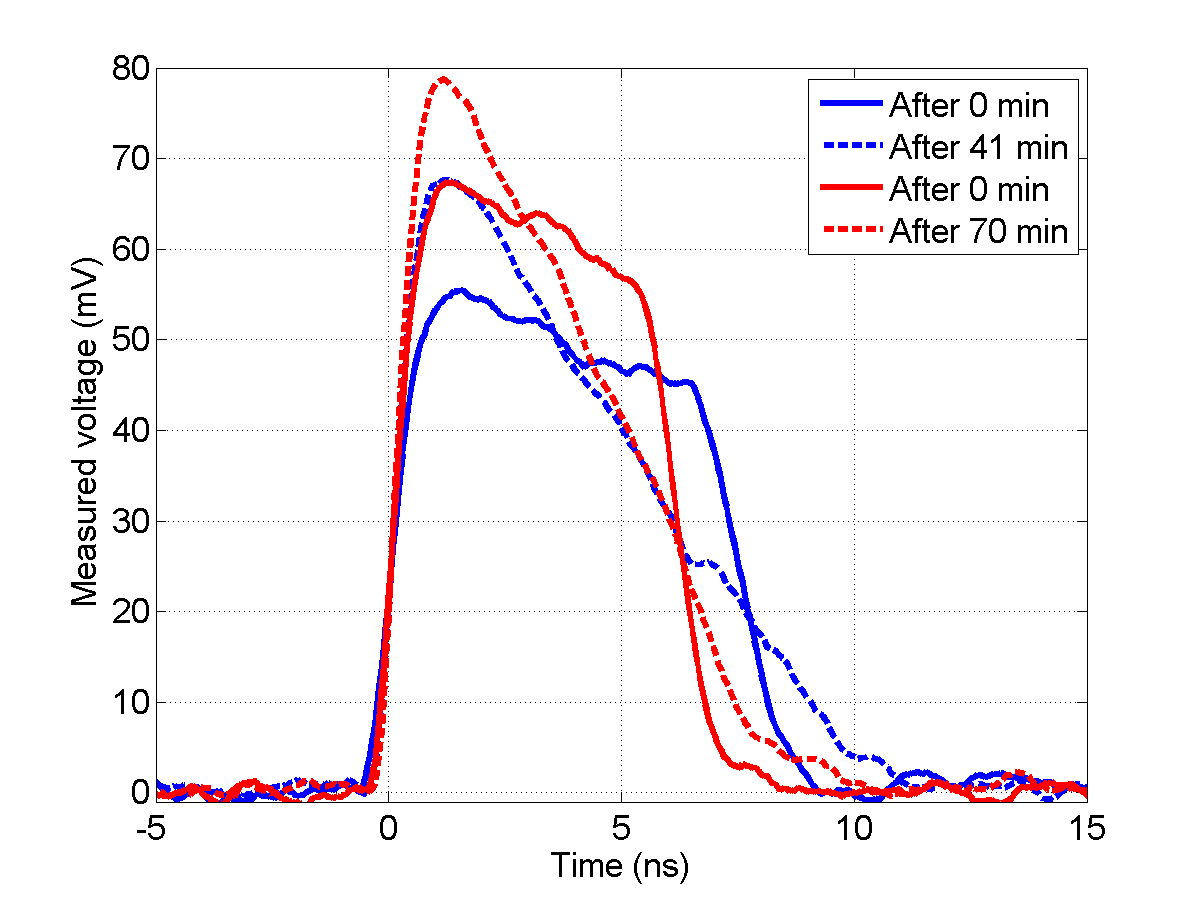 80
70
60
50
40
30
20
10
0
Measured voltage (mV)
After 0 min
After 41 min
After 0 min
After 70 min
-5 0 5 10 15
Time (ns)